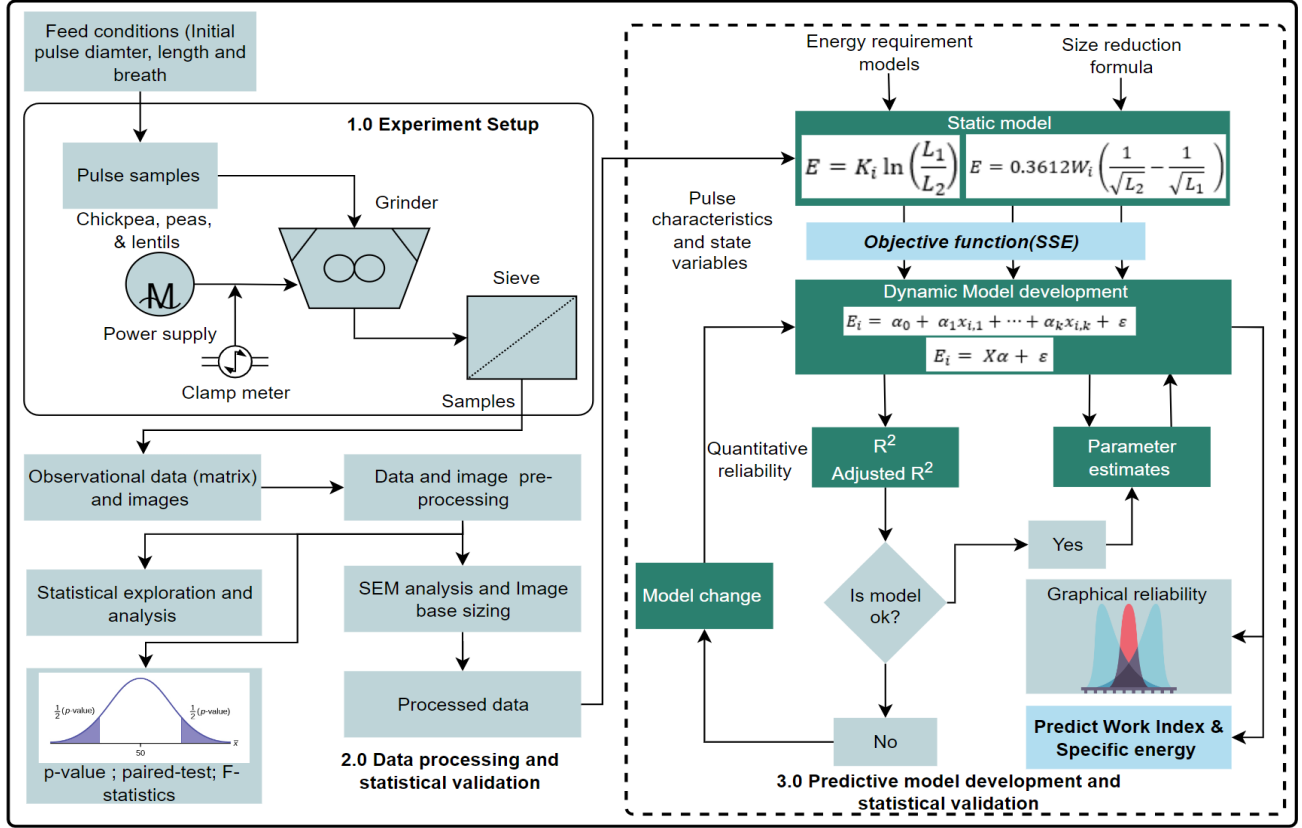 Feed conditions (Initial
pulse diamter, length and
breath
1.0 Experiment Setup
Pulse samples
Chickpea, peas,
& lentils
Grinder
M
Power supply
Clamp meter
Sieve
Samples
Observational data (matrix)
and images
Data and image pre-
processing
Statistical exploration and
analysis
SEM analysis and Image
base sizing
Processed data
½(p-value)
½(p-value)
50
x̅
p-value ; paired-test; F-
statistics
2.0 Data processing and
statistical validation
Energy requirement
models
Size reduction
formula
Static model
E = K_i ln(L_1/L_2)
E = 0.3612W_i(1/√L_2 − 1/√L_1)
Pulse
characteristics
and state
variables
Objective function(SSE)
Dynamic Model development
E_i = α_0 + α_1x_{i,1} + ⋯ + α_kx_{i,k} + ε
E_i = Xα + ε
Quantitative
reliability
R²
Adjusted R²
Parameter
estimates
Yes
Model change
Is model
ok?
Graphical reliability
No
Predict Work Index &
Specific energy
3.0 Predictive model development and
statistical validation